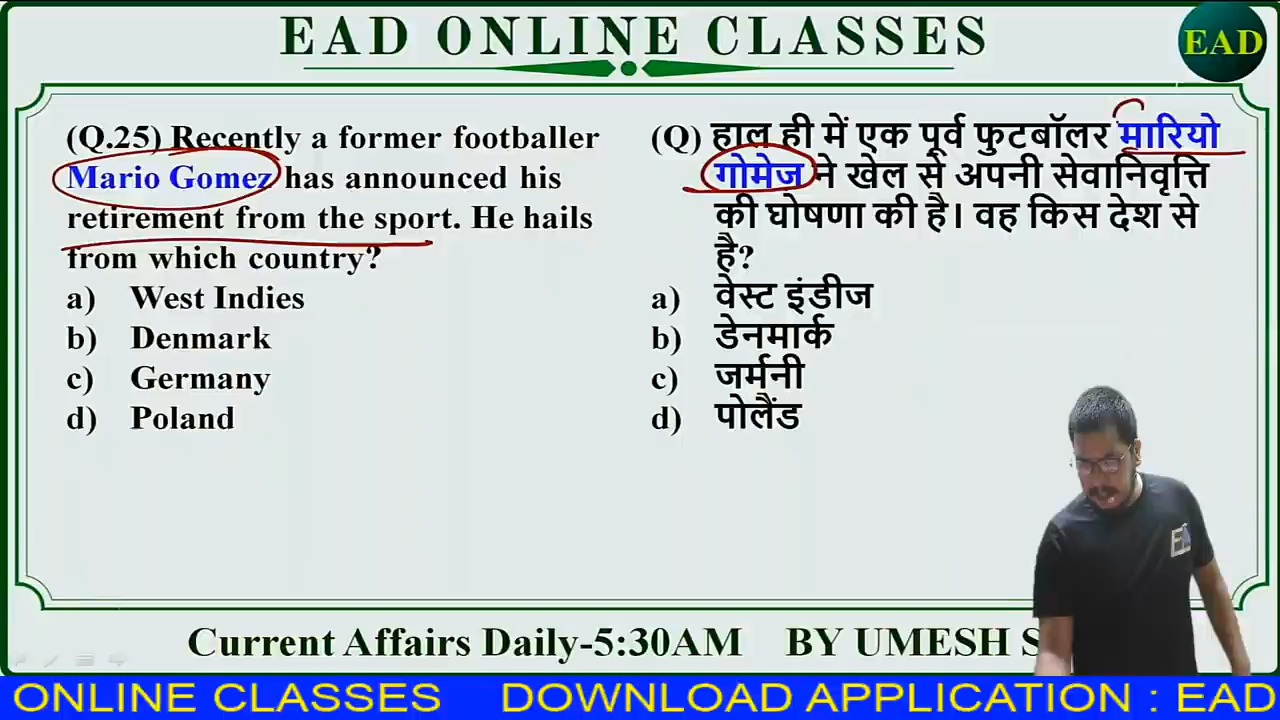 EAD ONLINE CLASSES
EAD
(Q.25) Recently a former footballer
Mario Gomez has announced his
retirement from the sport. He hails
from which country?
a) West Indies
b) Denmark
c) Germany
d) Poland
(Q) हाल ही में एक पूर्व फुटबॉलर मारियो
गोमेज ने खेल से अपनी सेवानिवृत्ति
की घोषणा की है। वह किस देश से
है?
a) वेस्ट इंडीज
b) डेनमार्क
c) जर्मनी
d) पोलैंड
Current Affairs Daily-5:30AM BY UMESH S
ONLINE CLASSES DOWNLOAD APPLICATION : EAD